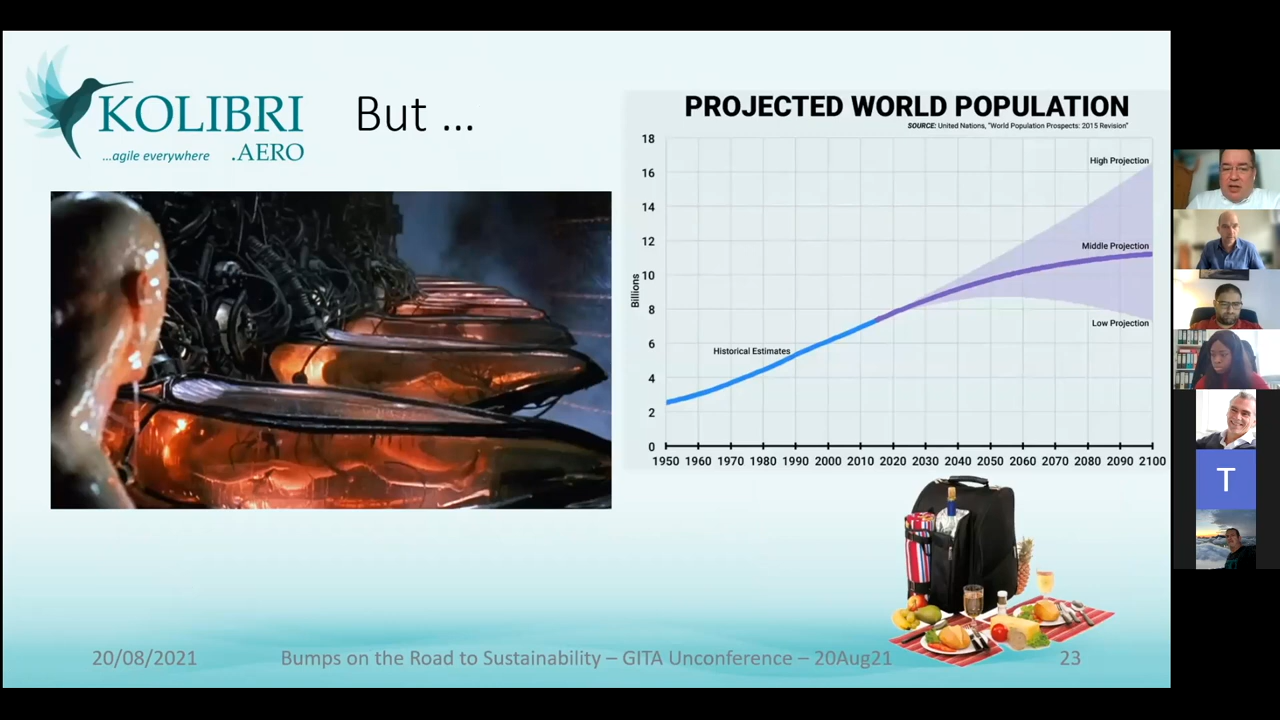 KOLIBRI
...agile everywhere .AERO
But ...
PROJECTED WORLD POPULATION
SOURCE: United Nations, "World Population Prospects: 2015 Revision"
18
16
14
12
10
8
6
4
2
0
Billions
High Projection
Middle Projection
Low Projection
Historical Estimates
1950 1960 1970 1980 1990 2000 2010 2020 2030 2040 2050 2060 2070 2080 2090 2100
20/08/2021
Bumps on the Road to Sustainability – GITA Unconference – 20Aug21
23
T